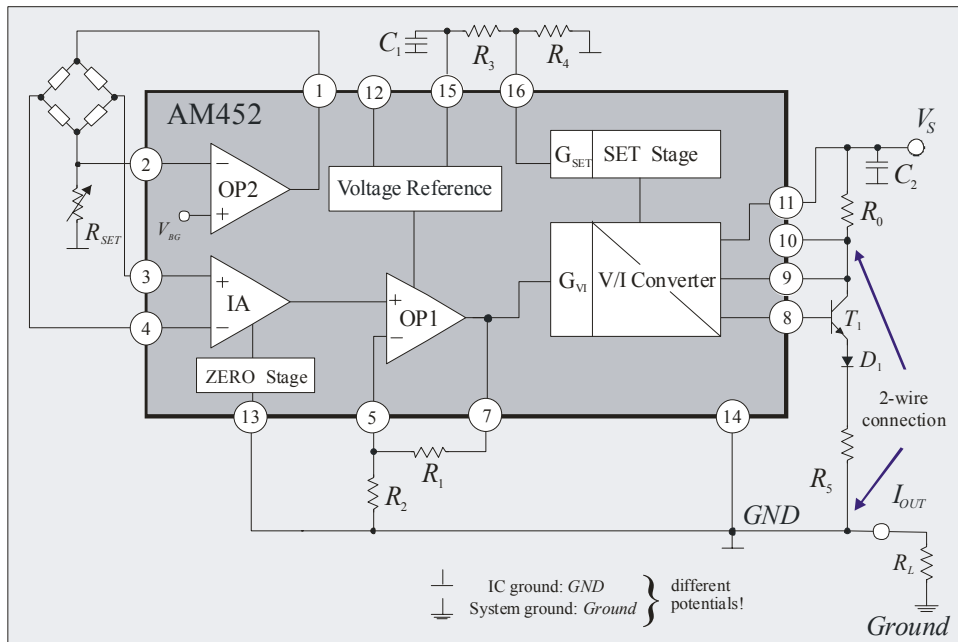 C1
R3
R4
1
12
15
16
AM452
VS
C2
R0
GSET SET Stage
2
OP2
Voltage Reference
VBG
RSET
11
10
3
IA
OP1
GVI V/I Converter
9
8
T1
4
D1
ZERO Stage
2-wire
connection
13
5
7
14
R1
R2
R5
IOUT
GND
RL
IC ground: GND
System ground: Ground
different
potentials!
Ground